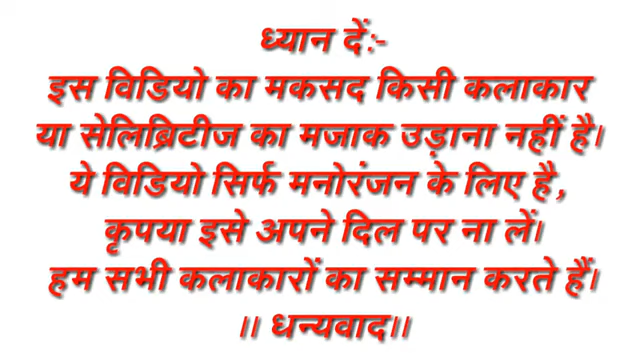 ध्यान दें:-
इस विडियो का मकसद किसी कलाकार
या सेलिब्रिटीज का मजाक उड़ाना नहीं है।
ये विडियो सिर्फ मनोरंजन के लिए है,
कृपया इसे अपने दिल पर ना लें।
हम सभी कलाकारों का सम्मान करते हैं।
।। धन्यवाद।।